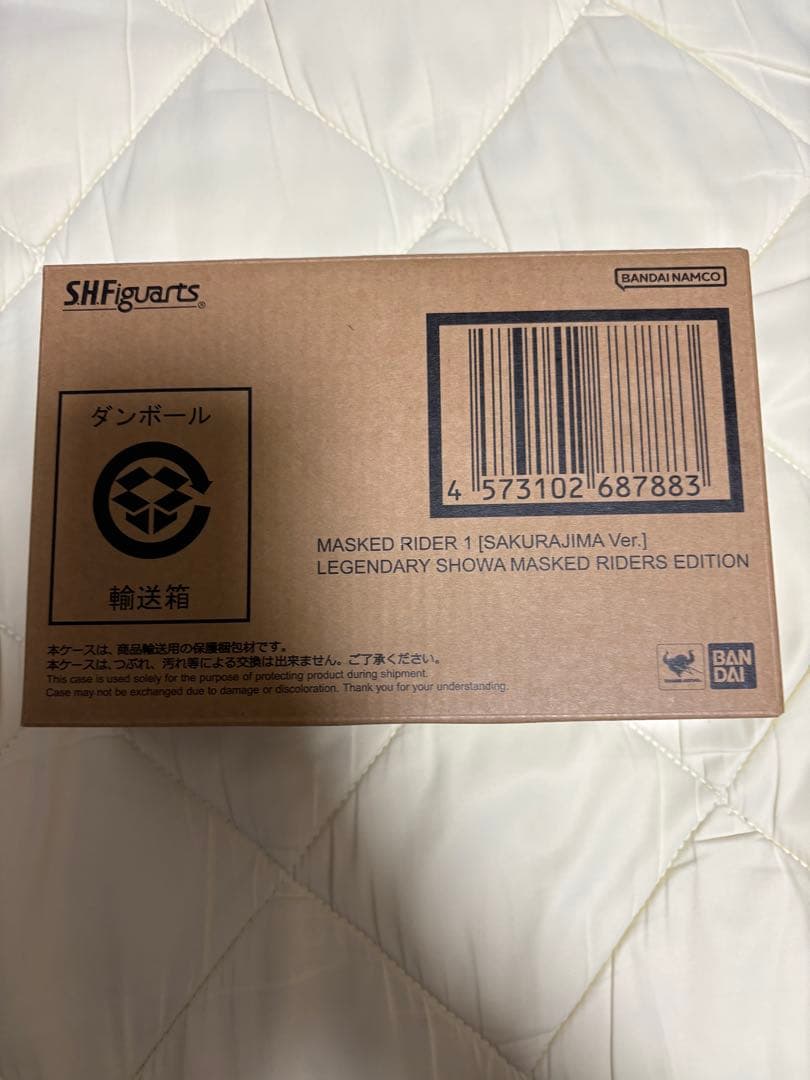 S.H.Figuarts®
BANDAI NAMCO
ダンボール
輸送箱
4 573102 687883
MASKED RIDER 1 [SAKURAJIMA Ver.]
LEGENDARY SHOWA MASKED RIDERS EDITION
本ケースは、商品輸送用の保護梱包材です。
本ケースは、つぶれ、汚れ等による交換は出来ません。ご了承ください。
This case is used solely for the purpose of protecting product during shipment.
Case may not be exchanged due to damage or discoloration. Thank you for your understanding.
BAN
DAI